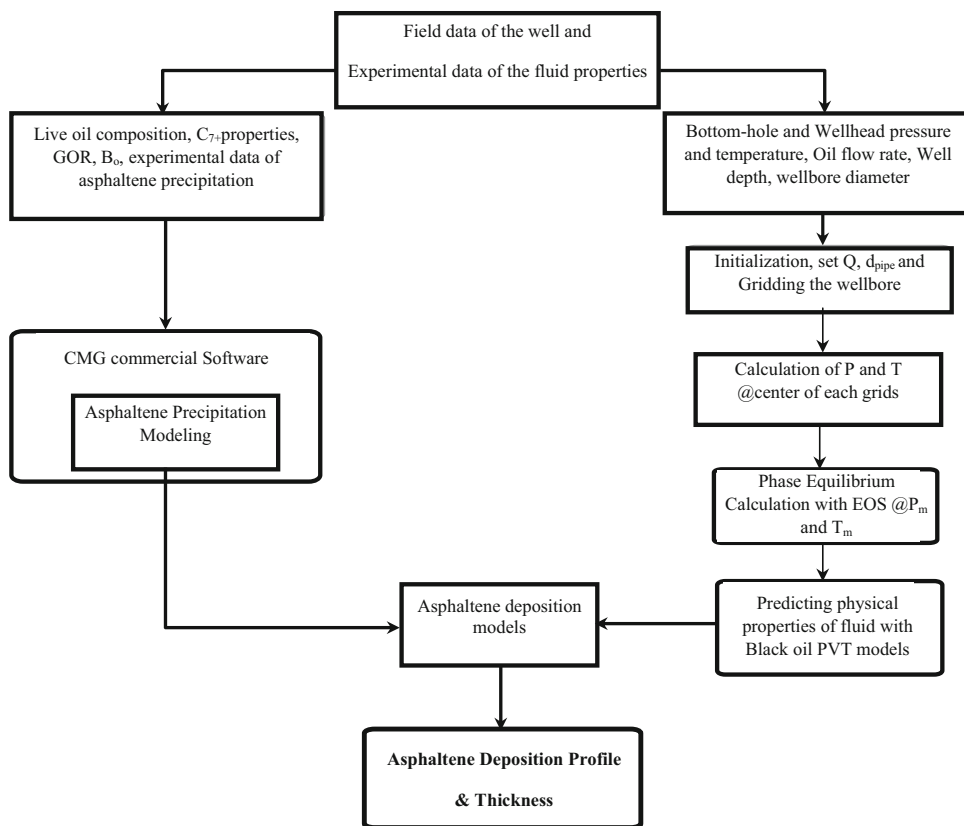 Field data of the well and
Experimental data of the fluid properties
Live oil composition, C7+properties,
GOR, Bo, experimental data of
asphaltene precipitation
Bottom-hole and Wellhead pressure
and temperature, Oil flow rate, Well
depth, wellbore diameter
Initialization, set Q, dpipe and
Gridding the wellbore
CMG commercial Software
Asphaltene Precipitation
Modeling
Calculation of P and T
@center of each grids
Phase Equilibrium
Calculation with EOS @Pm
and Tm
Predicting physical
properties of fluid with
Black oil PVT models
Asphaltene deposition
models
Asphaltene Deposition Profile
& Thickness